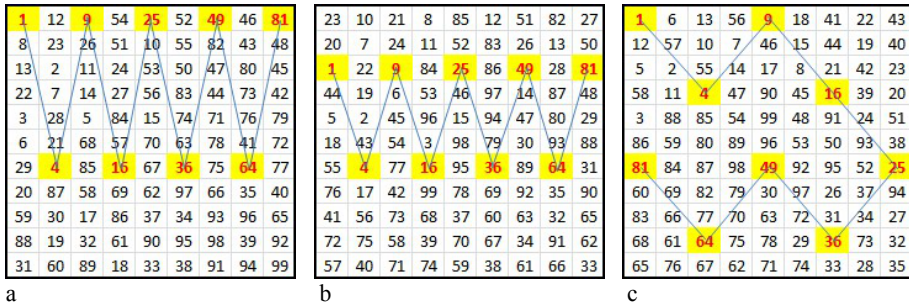 1 12 9 54 25 52 49 46 81
8 23 26 51 10 55 82 43 48
13 2 11 24 53 50 47 80 45
22 7 14 27 56 83 44 73 42
3 28 5 84 15 74 71 76 79
6 21 68 57 70 63 78 41 72
29 4 85 16 67 36 75 64 77
20 87 58 69 62 97 66 35 40
59 30 17 86 37 34 93 96 65
88 19 32 61 90 95 98 39 92
31 60 89 18 33 38 91 94 99
a
23 10 21 8 85 12 51 82 27
20 7 24 11 52 83 26 13 50
1 22 9 84 25 86 49 28 81
44 19 6 53 46 97 14 87 48
5 2 45 96 15 94 47 80 29
18 43 54 3 98 79 30 93 88
55 4 77 16 95 36 89 64 31
76 17 42 99 78 69 92 35 90
41 56 73 68 37 60 63 32 65
72 75 58 39 70 67 34 91 62
57 40 71 74 59 38 61 66 33
b
1 6 13 56 9 18 41 22 43
12 57 10 7 46 15 44 19 40
5 2 55 14 17 8 21 42 23
58 11 4 47 90 45 16 39 20
3 88 85 54 99 48 91 24 51
86 59 80 89 96 53 50 93 38
81 84 87 98 49 92 95 52 25
60 69 82 79 30 97 26 37 94
83 66 77 70 63 72 31 34 27
68 61 64 75 78 29 36 73 32
65 76 67 62 71 74 33 28 35
c